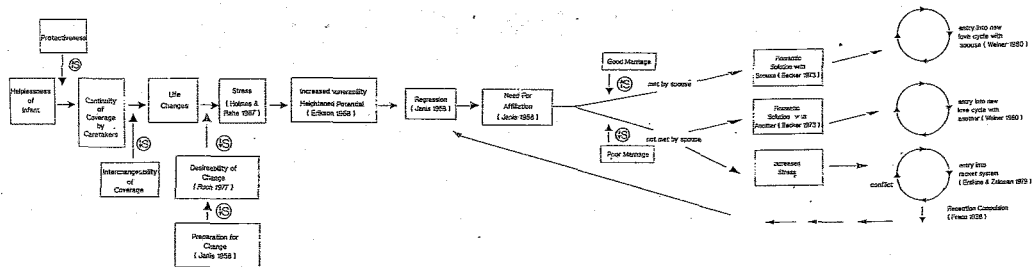 Protectiveness
Helplessness
of
Infant
Continuity
of
Coverage
by
Caretakers
Interchangeability
of Coverage
Life
Changes
Stress
(Holmes &
Rahe 1967)
Desirability
of Change
(Ruch 1977)
Preparation for
Change
(Janis 1958)
Increased Vulnerability
Heightened Potential
(Erikson 1968)
Regression
(Janis 1958)
Need For
Affiliation
(Janis 1958)
Good Marriage
Poor Marriage
met by spouse
not met by spouse
Romantic
Solution with
Spouse (Becker 1973)
Romantic
Solution with
Another (Becker 1973)
Increases
Stress
conflict
entry into new
love cycle with
spouse (Weiner 1980)
entry into new
love cycle with
another (Weiner 1980)
entry into
racket system
(Erskine & Zalcman 1979)
Repetition Compulsion